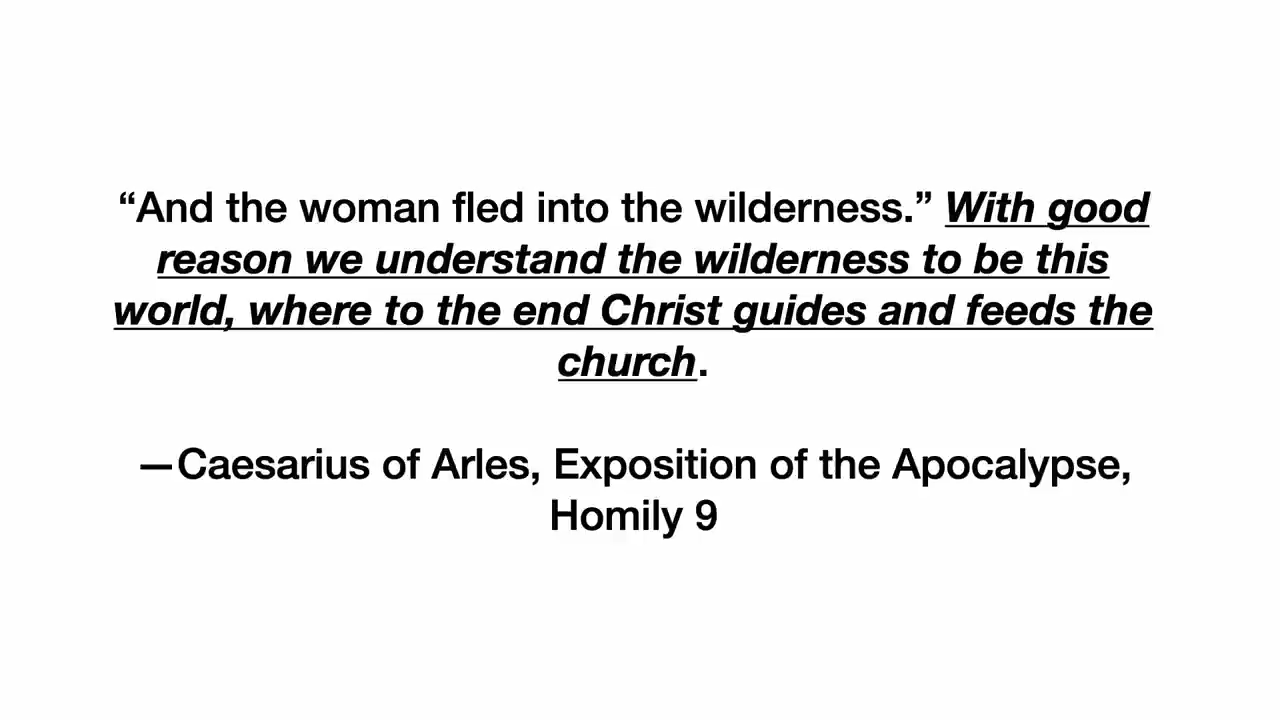 “And the woman fled into the wilderness.” With good
reason we understand the wilderness to be this
world, where to the end Christ guides and feeds the
church.
—Caesarius of Arles, Exposition of the Apocalypse,
Homily 9